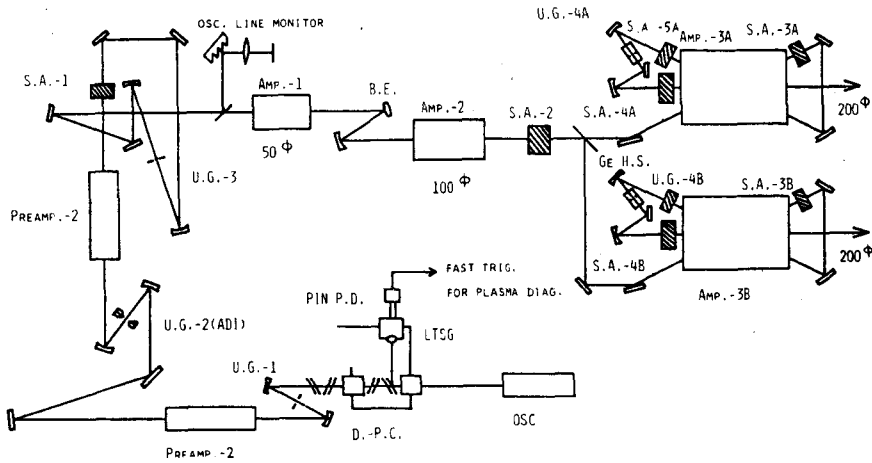 OSC. LINE MONITOR
U.G.-4A
S.A.-5A
AMP.-3A
S.A.-3A
S.A.-1
AMP.-1
B.E.
AMP.-2
S.A.-2
S.A.-4A
200 Φ
50 Φ
U.G.-3
100 Φ
GE H.S.
U.G.-4B
S.A.-3B
PREAMP.-2
200 Φ
S.A.-4B
FAST TRIG.
FOR PLASMA DIAG.
AMP.-3B
PIN P.D.
U.G.-2(ADI)
LTSG
U.G.-1
D.-P.C.
OSC
PREAMP.-2